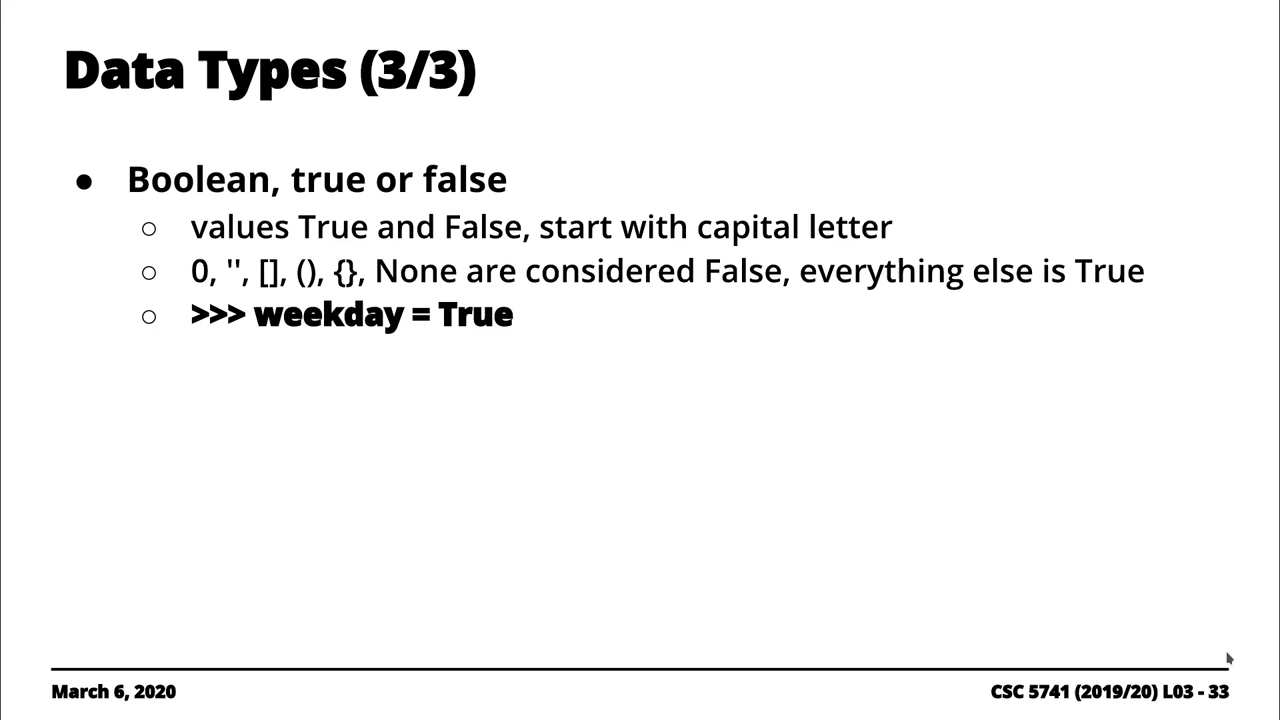 Data Types (3/3)
● Boolean, true or false
○ values True and False, start with capital letter
○ 0, '', [], (), {}, None are considered False, everything else is True
○ >>> weekday = True
March 6, 2020
CSC 5741 (2019/20) L03 - 33